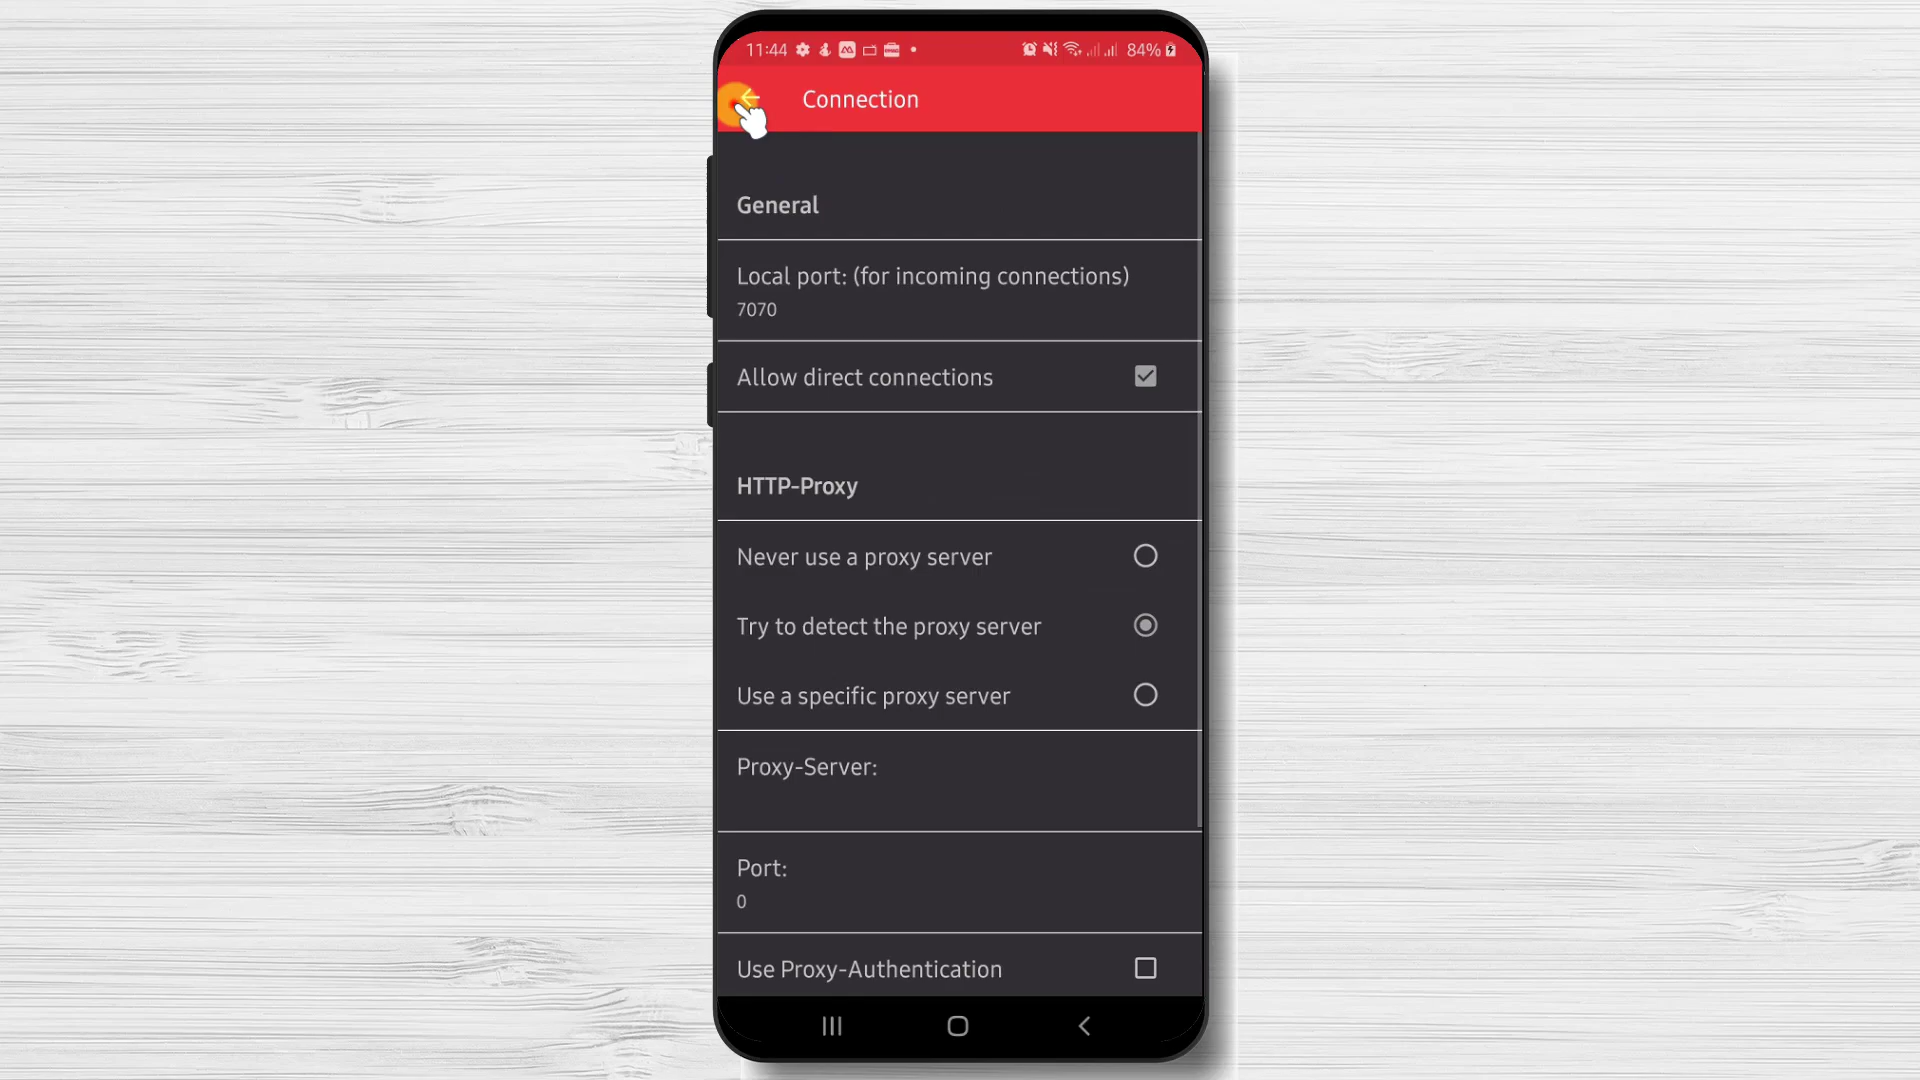 11:44
84%
Connection
General
Local port: (for incoming connections)
7070
Allow direct connections
HTTP-Proxy
Never use a proxy server
Try to detect the proxy server
Use a specific proxy server
Proxy-Server:
Port:
0
Use Proxy-Authentication